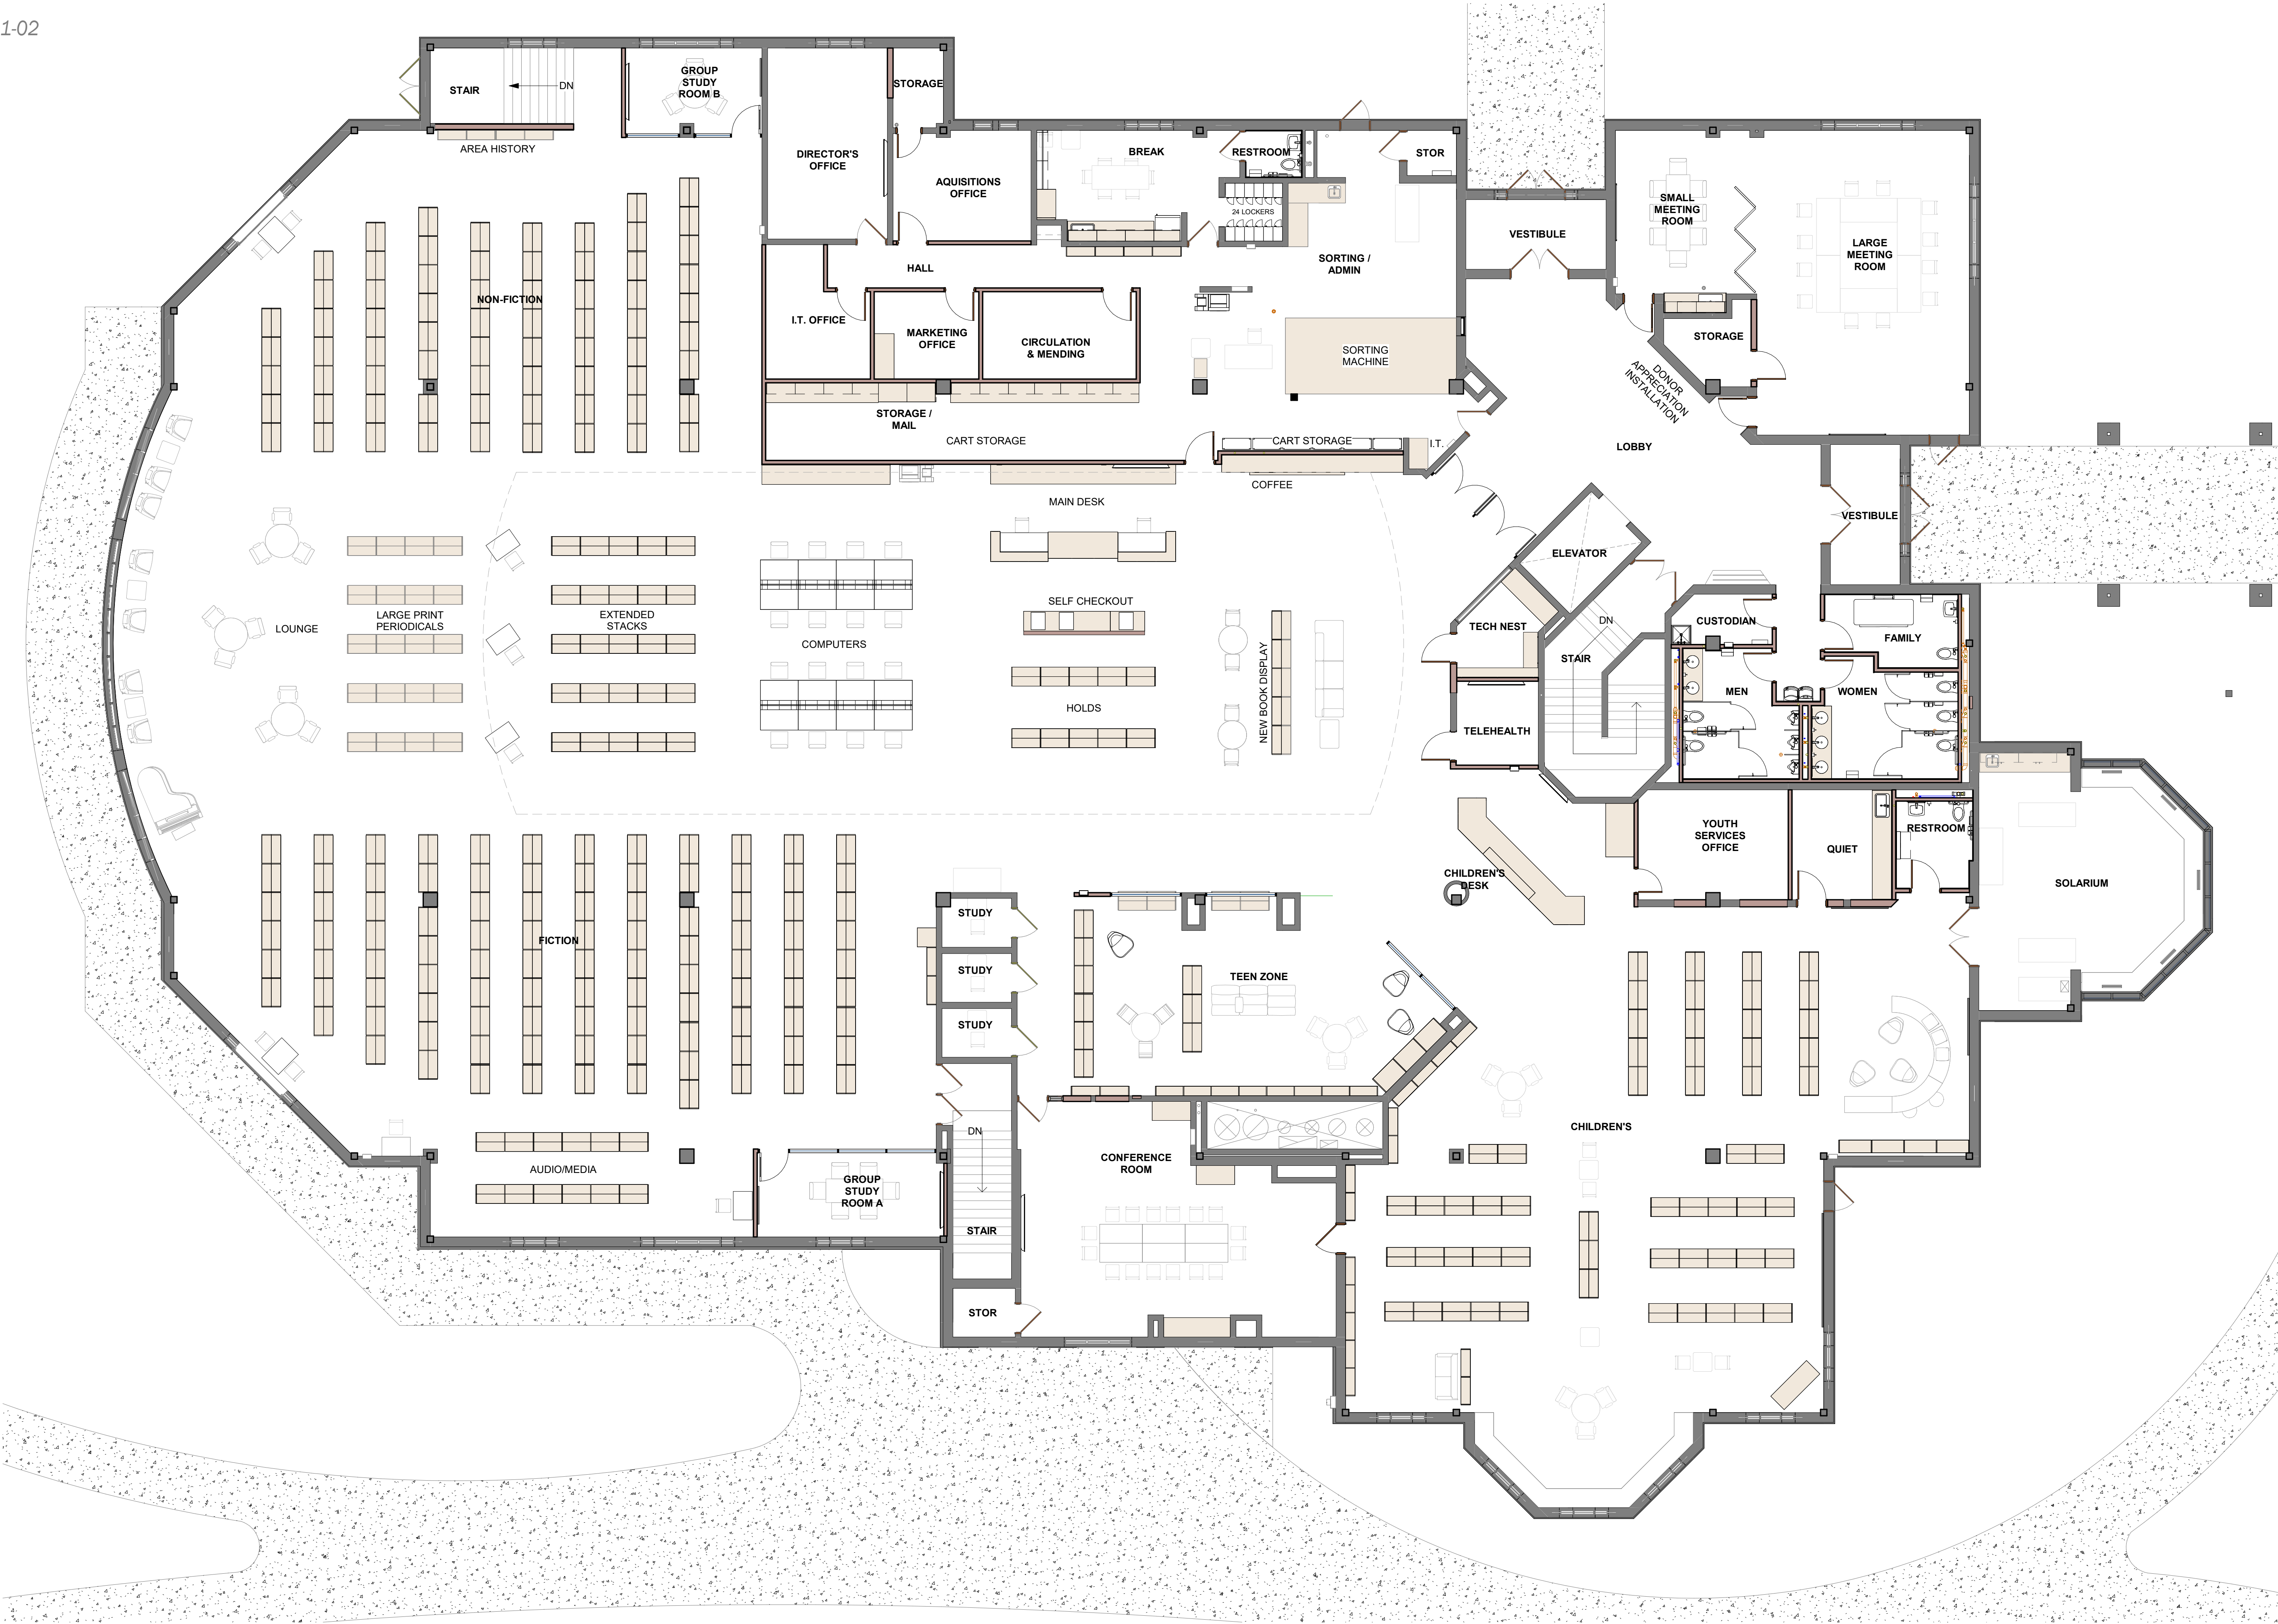 1-02
STAIR
DN
GROUP
STUDY
ROOM B
STORAGE
AREA HISTORY
DIRECTOR'S
OFFICE
AQUISITIONS
OFFICE
BREAK
RESTROOM
STOR
24 LOCKERS
SMALL
MEETING
ROOM
LARGE
MEETING
ROOM
VESTIBULE
HALL
SORTING /
ADMIN
NON-FICTION
I.T. OFFICE
MARKETING
OFFICE
CIRCULATION
& MENDING
SORTING
MACHINE
STORAGE
DONOR
APPRECIATION
INSTALLATION
STORAGE /
MAIL
CART STORAGE
CART STORAGE
I.T.
LOBBY
COFFEE
MAIN DESK
VESTIBULE
ELEVATOR
SELF CHECKOUT
LOUNGE
LARGE PRINT
PERIODICALS
EXTENDED
STACKS
COMPUTERS
NEW BOOK DISPLAY
TECH NEST
DN
STAIR
CUSTODIAN
FAMILY
MEN
WOMEN
HOLDS
TELEHEALTH
YOUTH
SERVICES
OFFICE
QUIET
RESTROOM
CHILDREN'S
DESK
SOLARIUM
STUDY
STUDY
STUDY
FICTION
TEEN ZONE
DN
CHILDREN'S
AUDIO/MEDIA
GROUP
STUDY
ROOM A
CONFERENCE
ROOM
STAIR
STOR